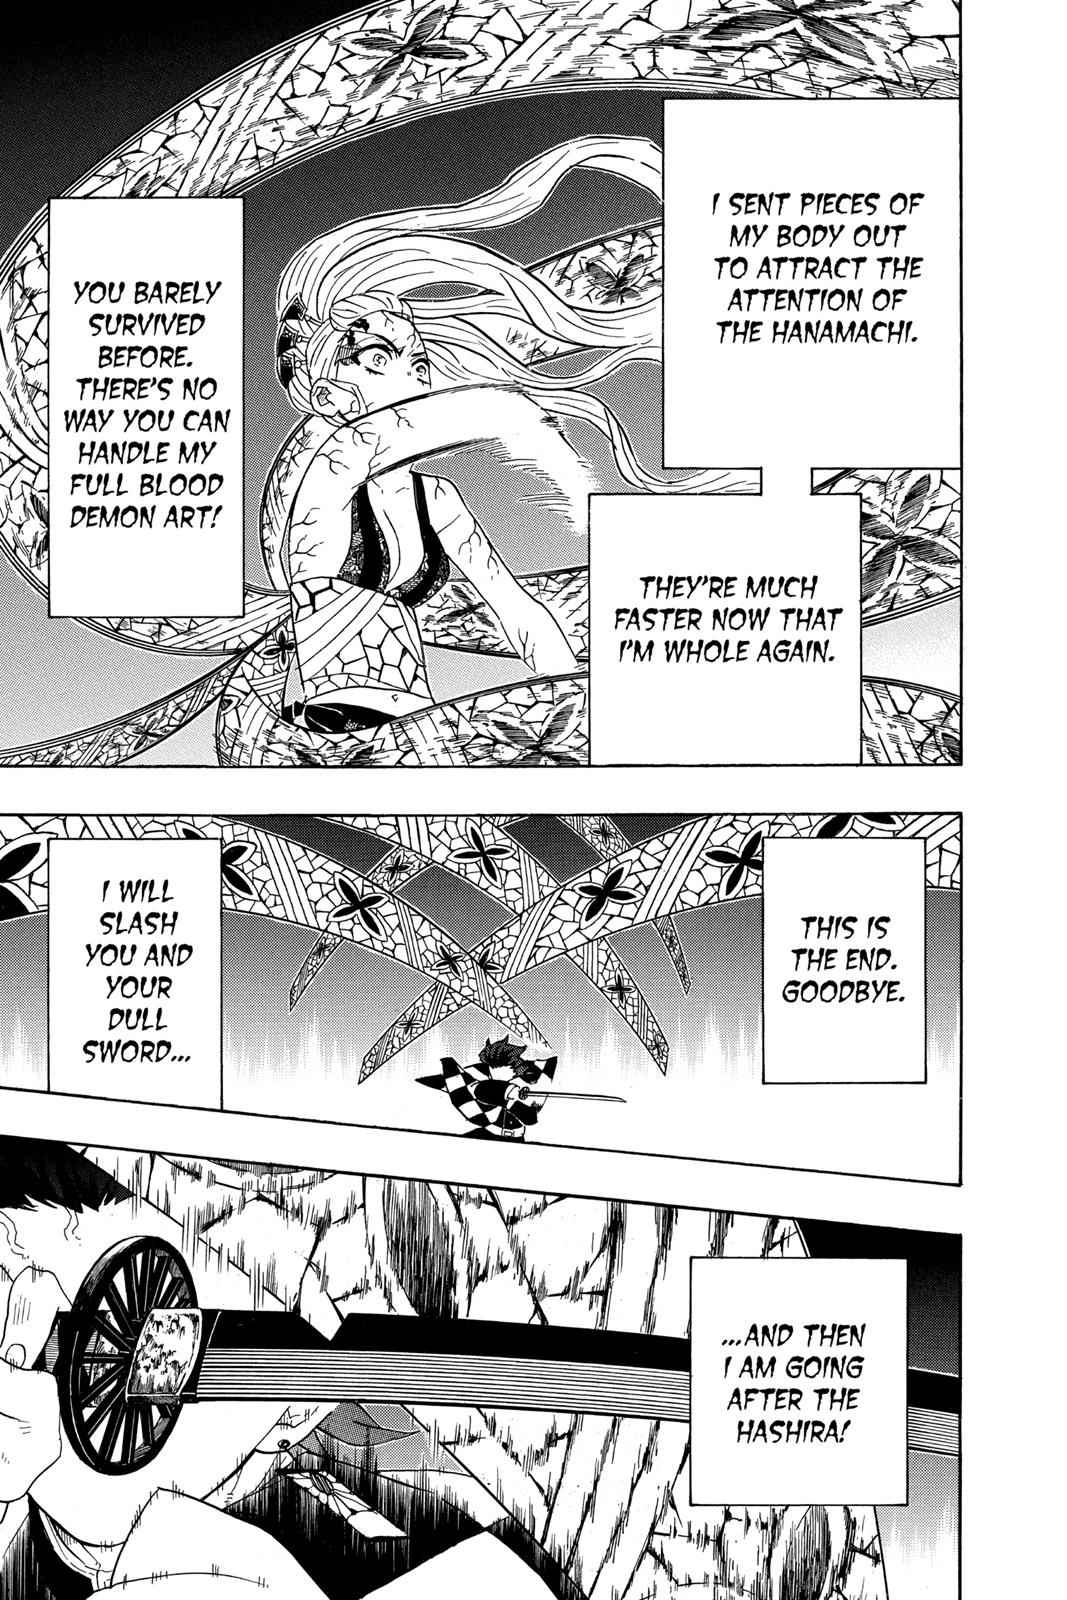 I SENT PIECES OF
MY BODY OUT
TO ATTRACT THE
ATTENTION OF
THE HANAMACHI.
THEY'RE MUCH
FASTER NOW THAT
I'M WHOLE AGAIN.
YOU BARELY
SURVIVED
BEFORE.
THERE'S NO
WAY YOU CAN
HANDLE MY
FULL BLOOD
DEMON ART!
THIS IS
THE END.
GOODBYE.
I WILL
SLASH
YOU AND
YOUR
DULL
SWORD...
...AND THEN
I AM GOING
AFTER THE
HASHIRA!